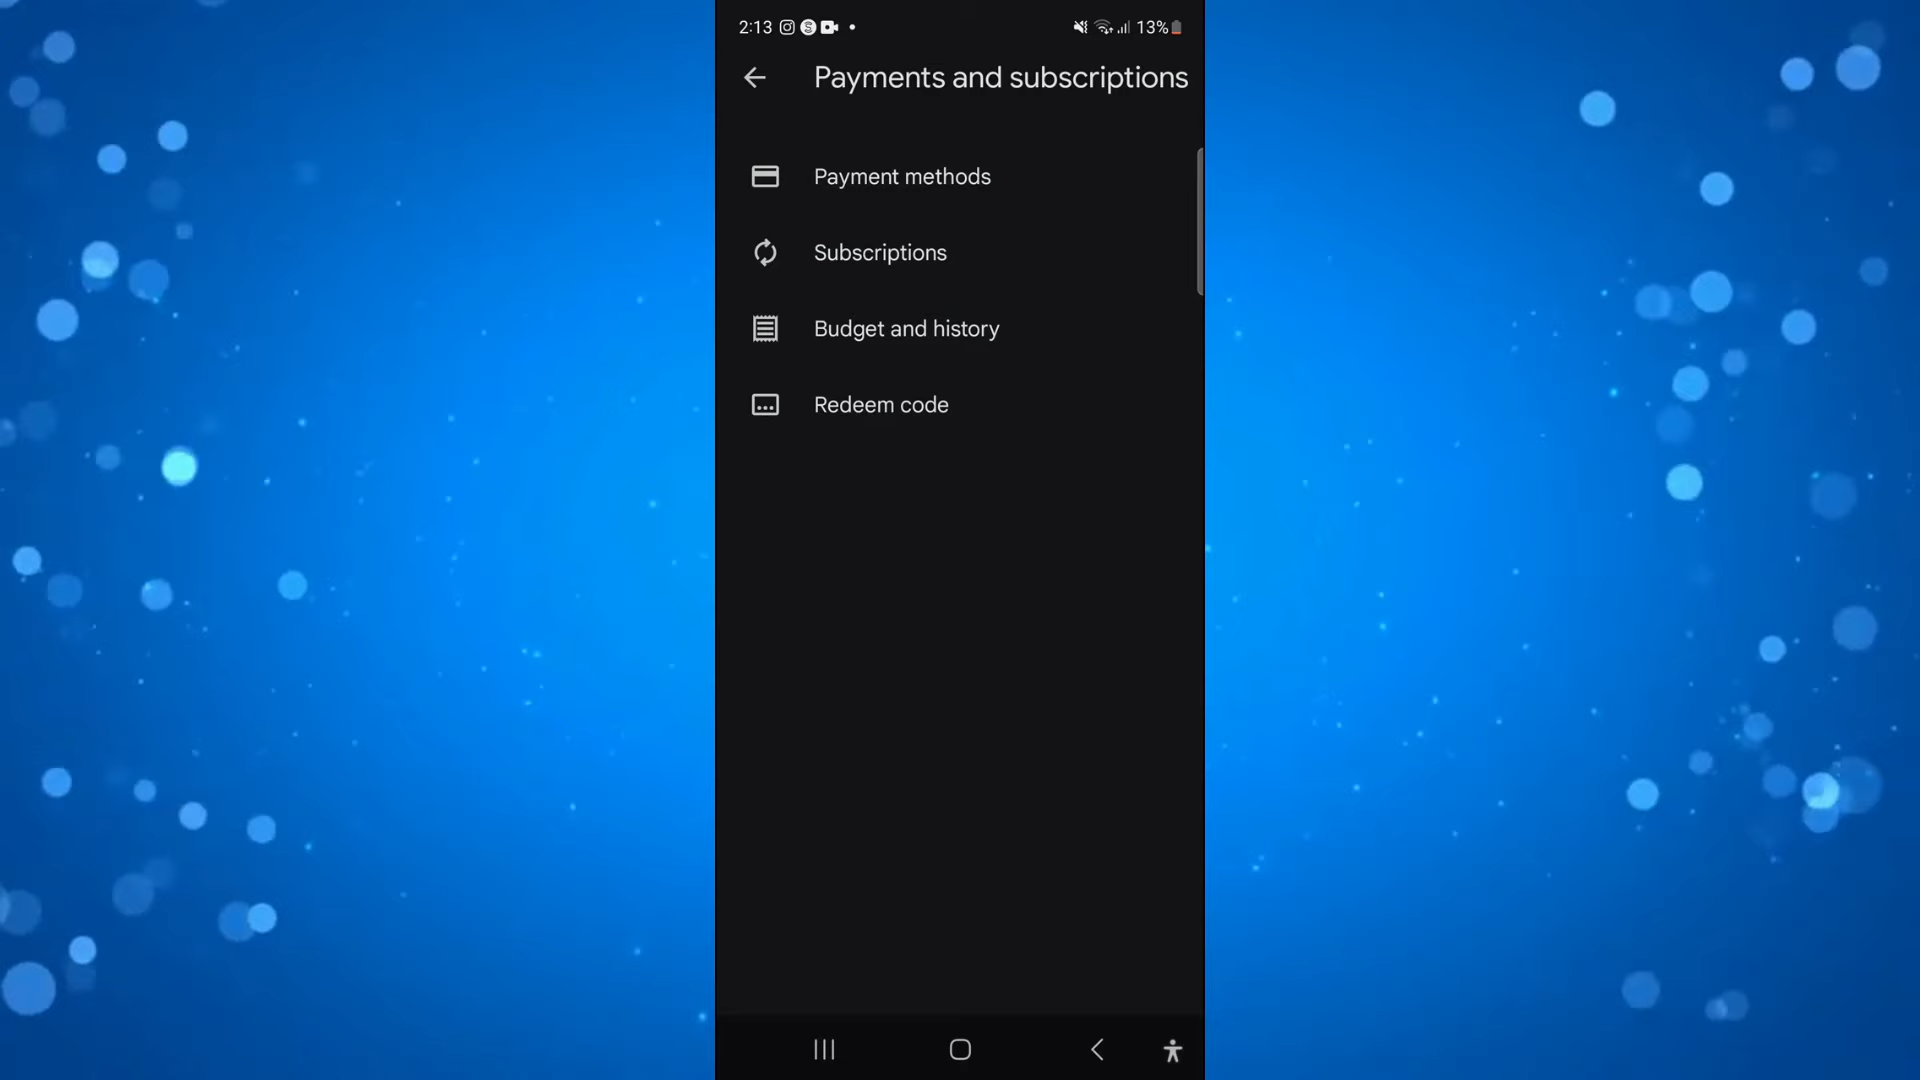 2:13 13%
Payments and subscriptions
Payment methods
Subscriptions
Budget and history
Redeem code